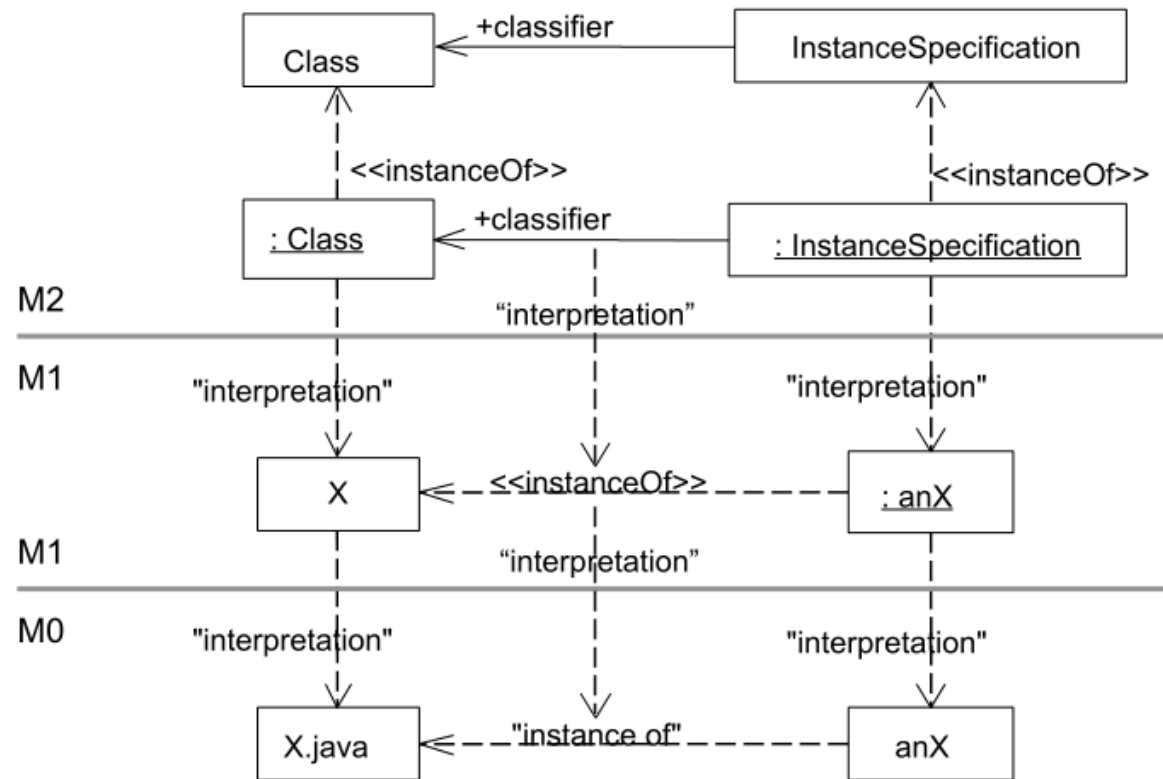 +classifier
Class
InstanceSpecification
<<instanceOf>>
<<instanceOf>>
+classifier
: Class
: InstanceSpecification
M2
“interpretation”
M1
"interpretation"
"interpretation"
X
<<instanceOf>>
: anX
M1
“interpretation”
M0
"interpretation"
"interpretation"
X.java
"instance of"
anX